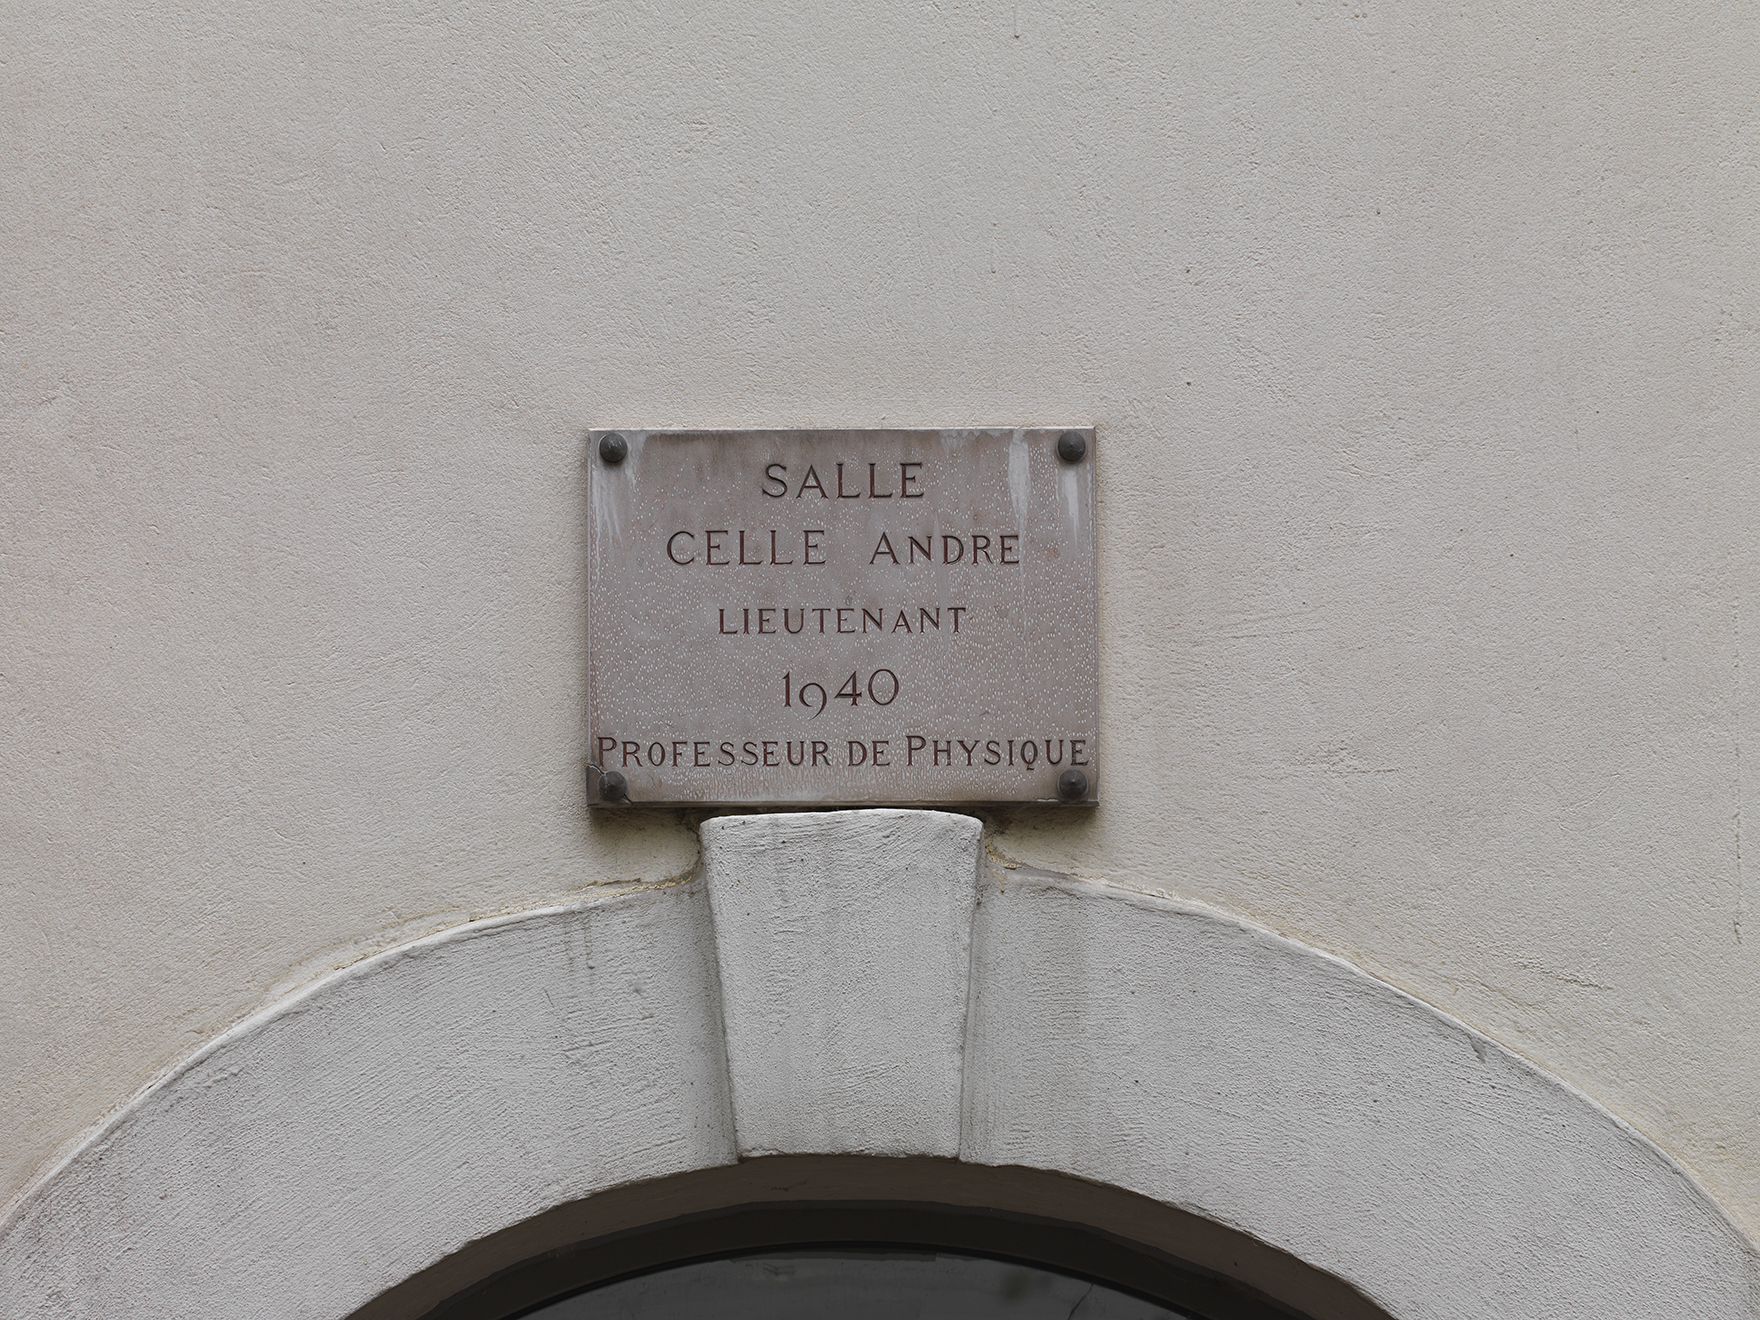 SALLE
CELLE ANDRE
LIEUTENANT
1940
PROFESSEUR DE PHYSIQUE